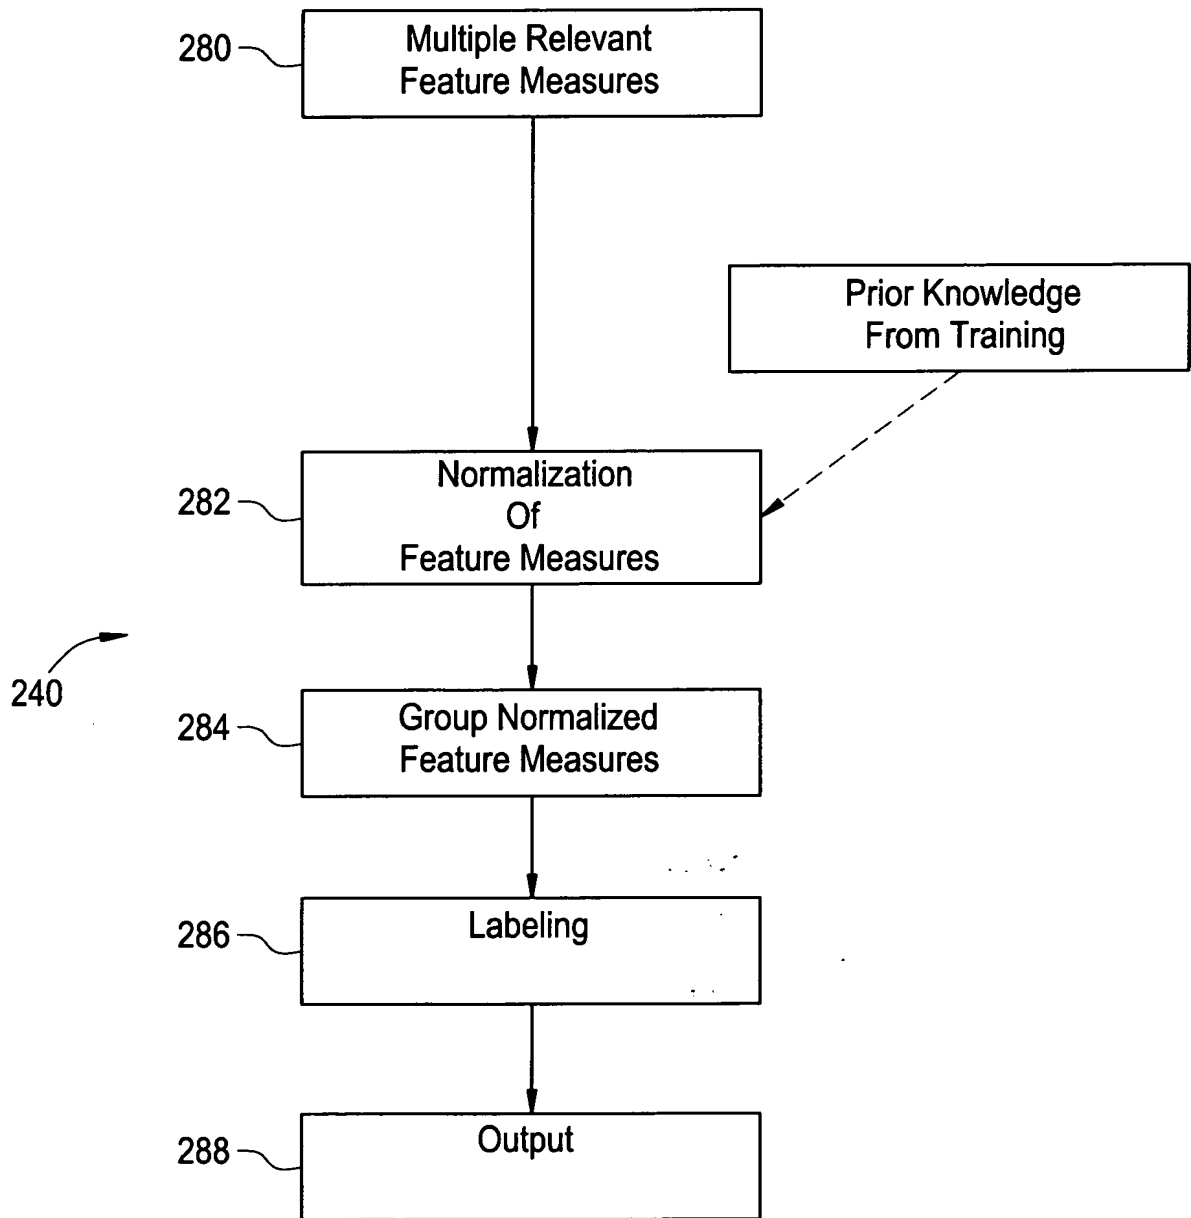 280
Multiple Relevant
Feature Measures
Prior Knowledge
From Training
282
Normalization
Of
Feature Measures
240
284
Group Normalized
Feature Measures
286
Labeling
288
Output